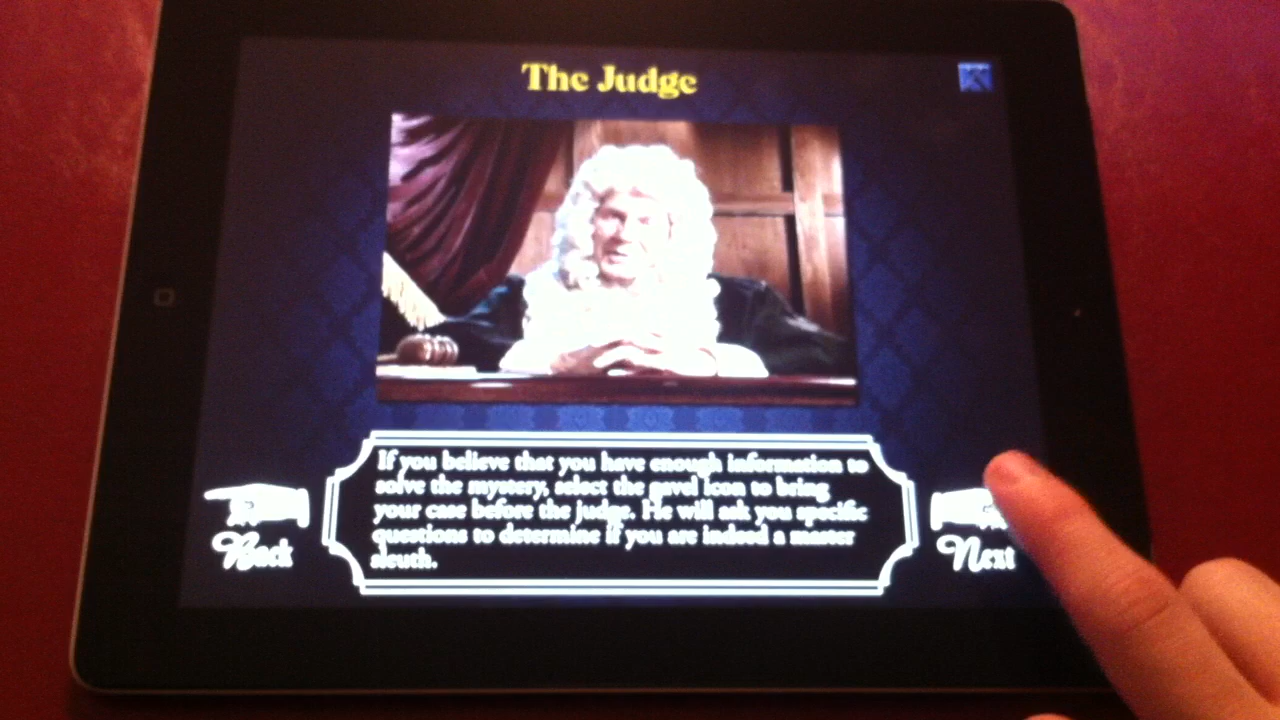 The Judge
If you believe that you have enough information to
solve the mystery, select the gavel icon to bring
your case before the judge. He will ask you specific
questions to determine if you are indeed a master
sleuth.
Back
Next